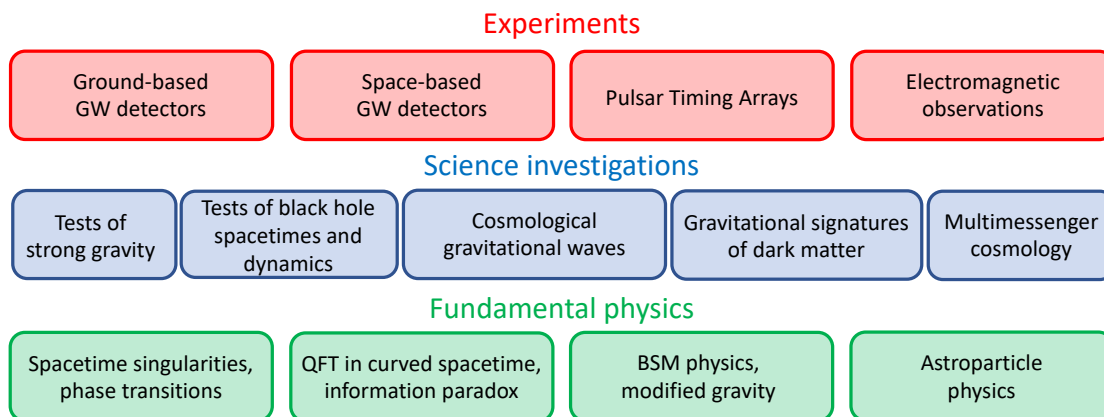 Experiments
Ground-based
GW detectors
Space-based
GW detectors
Pulsar Timing Arrays
Electromagnetic
observations
Science investigations
Tests of
strong gravity
Tests of black hole
spacetimes and
dynamics
Cosmological
gravitational waves
Gravitational signatures
of dark matter
Multimessenger
cosmology
Fundamental physics
Spacetime singularities,
phase transitions
QFT in curved spacetime,
information paradox
BSM physics,
modified gravity
Astroparticle
physics